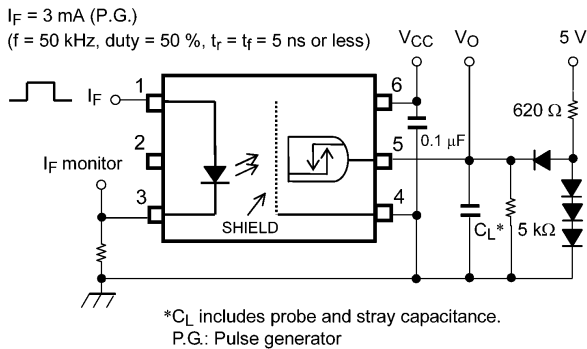 I_F = 3 mA (P.G.)
(f = 50 kHz, duty = 50 %, t_r = t_f = 5 ns or less)
V_CC
V_O
5 V
1
6
I_F
620 Ω
2
5
0.1 μF
I_F monitor
3
4
SHIELD
C_L*
5 kΩ
*C_L includes probe and stray capacitance.
P.G.: Pulse generator